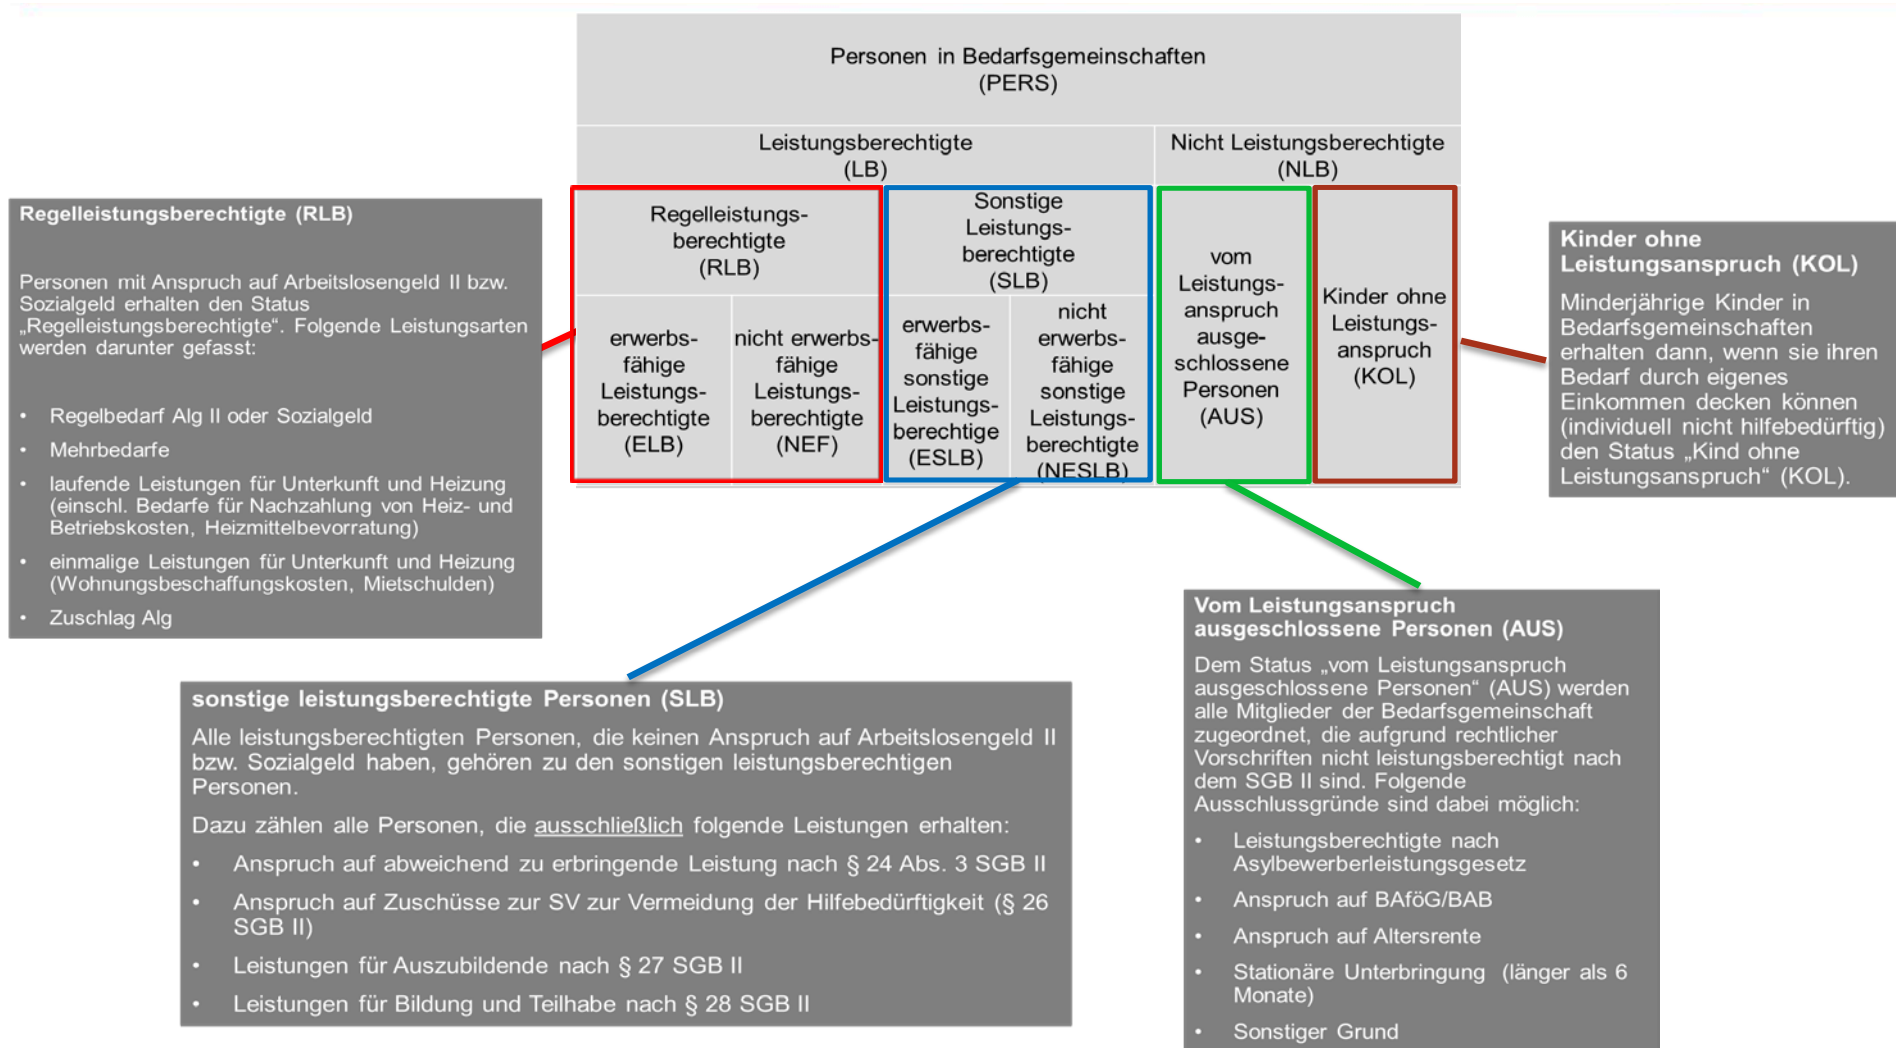 Personen in Bedarfsgemeinschaften
(PERS)
Leistungsberechtigte
(LB)
Nicht Leistungsberechtigte
(NLB)
Regelleistungs-
berechtigte
(RLB)
Sonstige
Leistungs-
berechtigte
(SLB)
erwerbs-
fähige
Leistungs-
berechtigte
(ELB)
nicht erwerbs-
fähige
Leistungs-
berechtigte
(NEF)
erwerbs-
fähige
sonstige
Leistungs-
berechtige
(ESLB)
nicht
erwerbs-
fähige
sonstige
Leistungs-
berechtigte
(NESLB)
vom
Leistungs-
anspruch
ausge-
schlossene
Personen
(AUS)
Kinder ohne
Leistungs-
anspruch
(KOL)
Regelleistungsberechtigte (RLB)
Personen mit Anspruch auf Arbeitslosengeld II bzw.
Sozialgeld erhalten den Status
„Regelleistungsberechtigte“. Folgende Leistungsarten
werden darunter gefasst:
• Regelbedarf Alg II oder Sozialgeld
• Mehrbedarfe
• laufende Leistungen für Unterkunft und Heizung
(einschl. Bedarfe für Nachzahlung von Heiz- und
Betriebskosten, Heizmittelbevorratung)
• einmalige Leistungen für Unterkunft und Heizung
(Wohnungsbeschaffungskosten, Mietschulden)
• Zuschlag Alg
Kinder ohne
Leistungsanspruch (KOL)
Minderjährige Kinder in
Bedarfsgemeinschaften
erhalten dann, wenn sie ihren
Bedarf durch eigenes
Einkommen decken können
(individuell nicht hilfebedürftig)
den Status „Kind ohne
Leistungsanspruch“ (KOL).
sonstige leistungsberechtigte Personen (SLB)
Alle leistungsberechtigten Personen, die keinen Anspruch auf Arbeitslosengeld II
bzw. Sozialgeld haben, gehören zu den sonstigen leistungsberechtigen
Personen.
Dazu zählen alle Personen, die ausschließlich folgende Leistungen erhalten:
• Anspruch auf abweichend zu erbringende Leistung nach § 24 Abs. 3 SGB II
• Anspruch auf Zuschüsse zur SV zur Vermeidung der Hilfebedürftigkeit (§ 26
SGB II)
• Leistungen für Auszubildende nach § 27 SGB II
• Leistungen für Bildung und Teilhabe nach § 28 SGB II
Vom Leistungsanspruch
ausgeschlossene Personen (AUS)
Dem Status „vom Leistungsanspruch
ausgeschlossene Personen“ (AUS) werden
alle Mitglieder der Bedarfsgemeinschaft
zugeordnet, die aufgrund rechtlicher
Vorschriften nicht leistungsberechtigt nach
dem SGB II sind. Folgende
Ausschlussgründe sind dabei möglich:
• Leistungsberechtigte nach
Asylbewerberleistungsgesetz
• Anspruch auf BAföG/BAB
• Anspruch auf Altersrente
• Stationäre Unterbringung (länger als 6
Monate)
• Sonstiger Grund